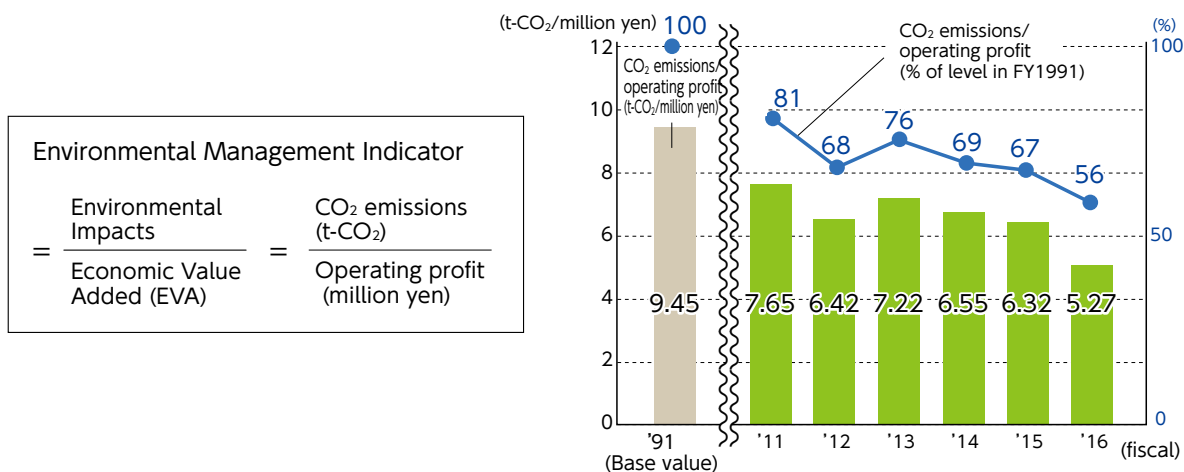 Environmental Management Indicator
=
Environmental
Impacts
Economic Value
Added (EVA)
=
CO₂ emissions
(t-CO₂)
Operating profit
(million yen)
(t-CO₂/million yen)
100
(%)
12
10
8
6
4
2
0
100
50
0
CO₂ emissions/
operating profit
(t-CO₂/million yen)
CO₂ emissions/
operating profit
(% of level in FY1991)
81
68
76
69
67
56
9.45
7.65
6.42
7.22
6.55
6.32
5.27
'91
(Base value)
'11
'12
'13
'14
'15
'16
(fiscal)